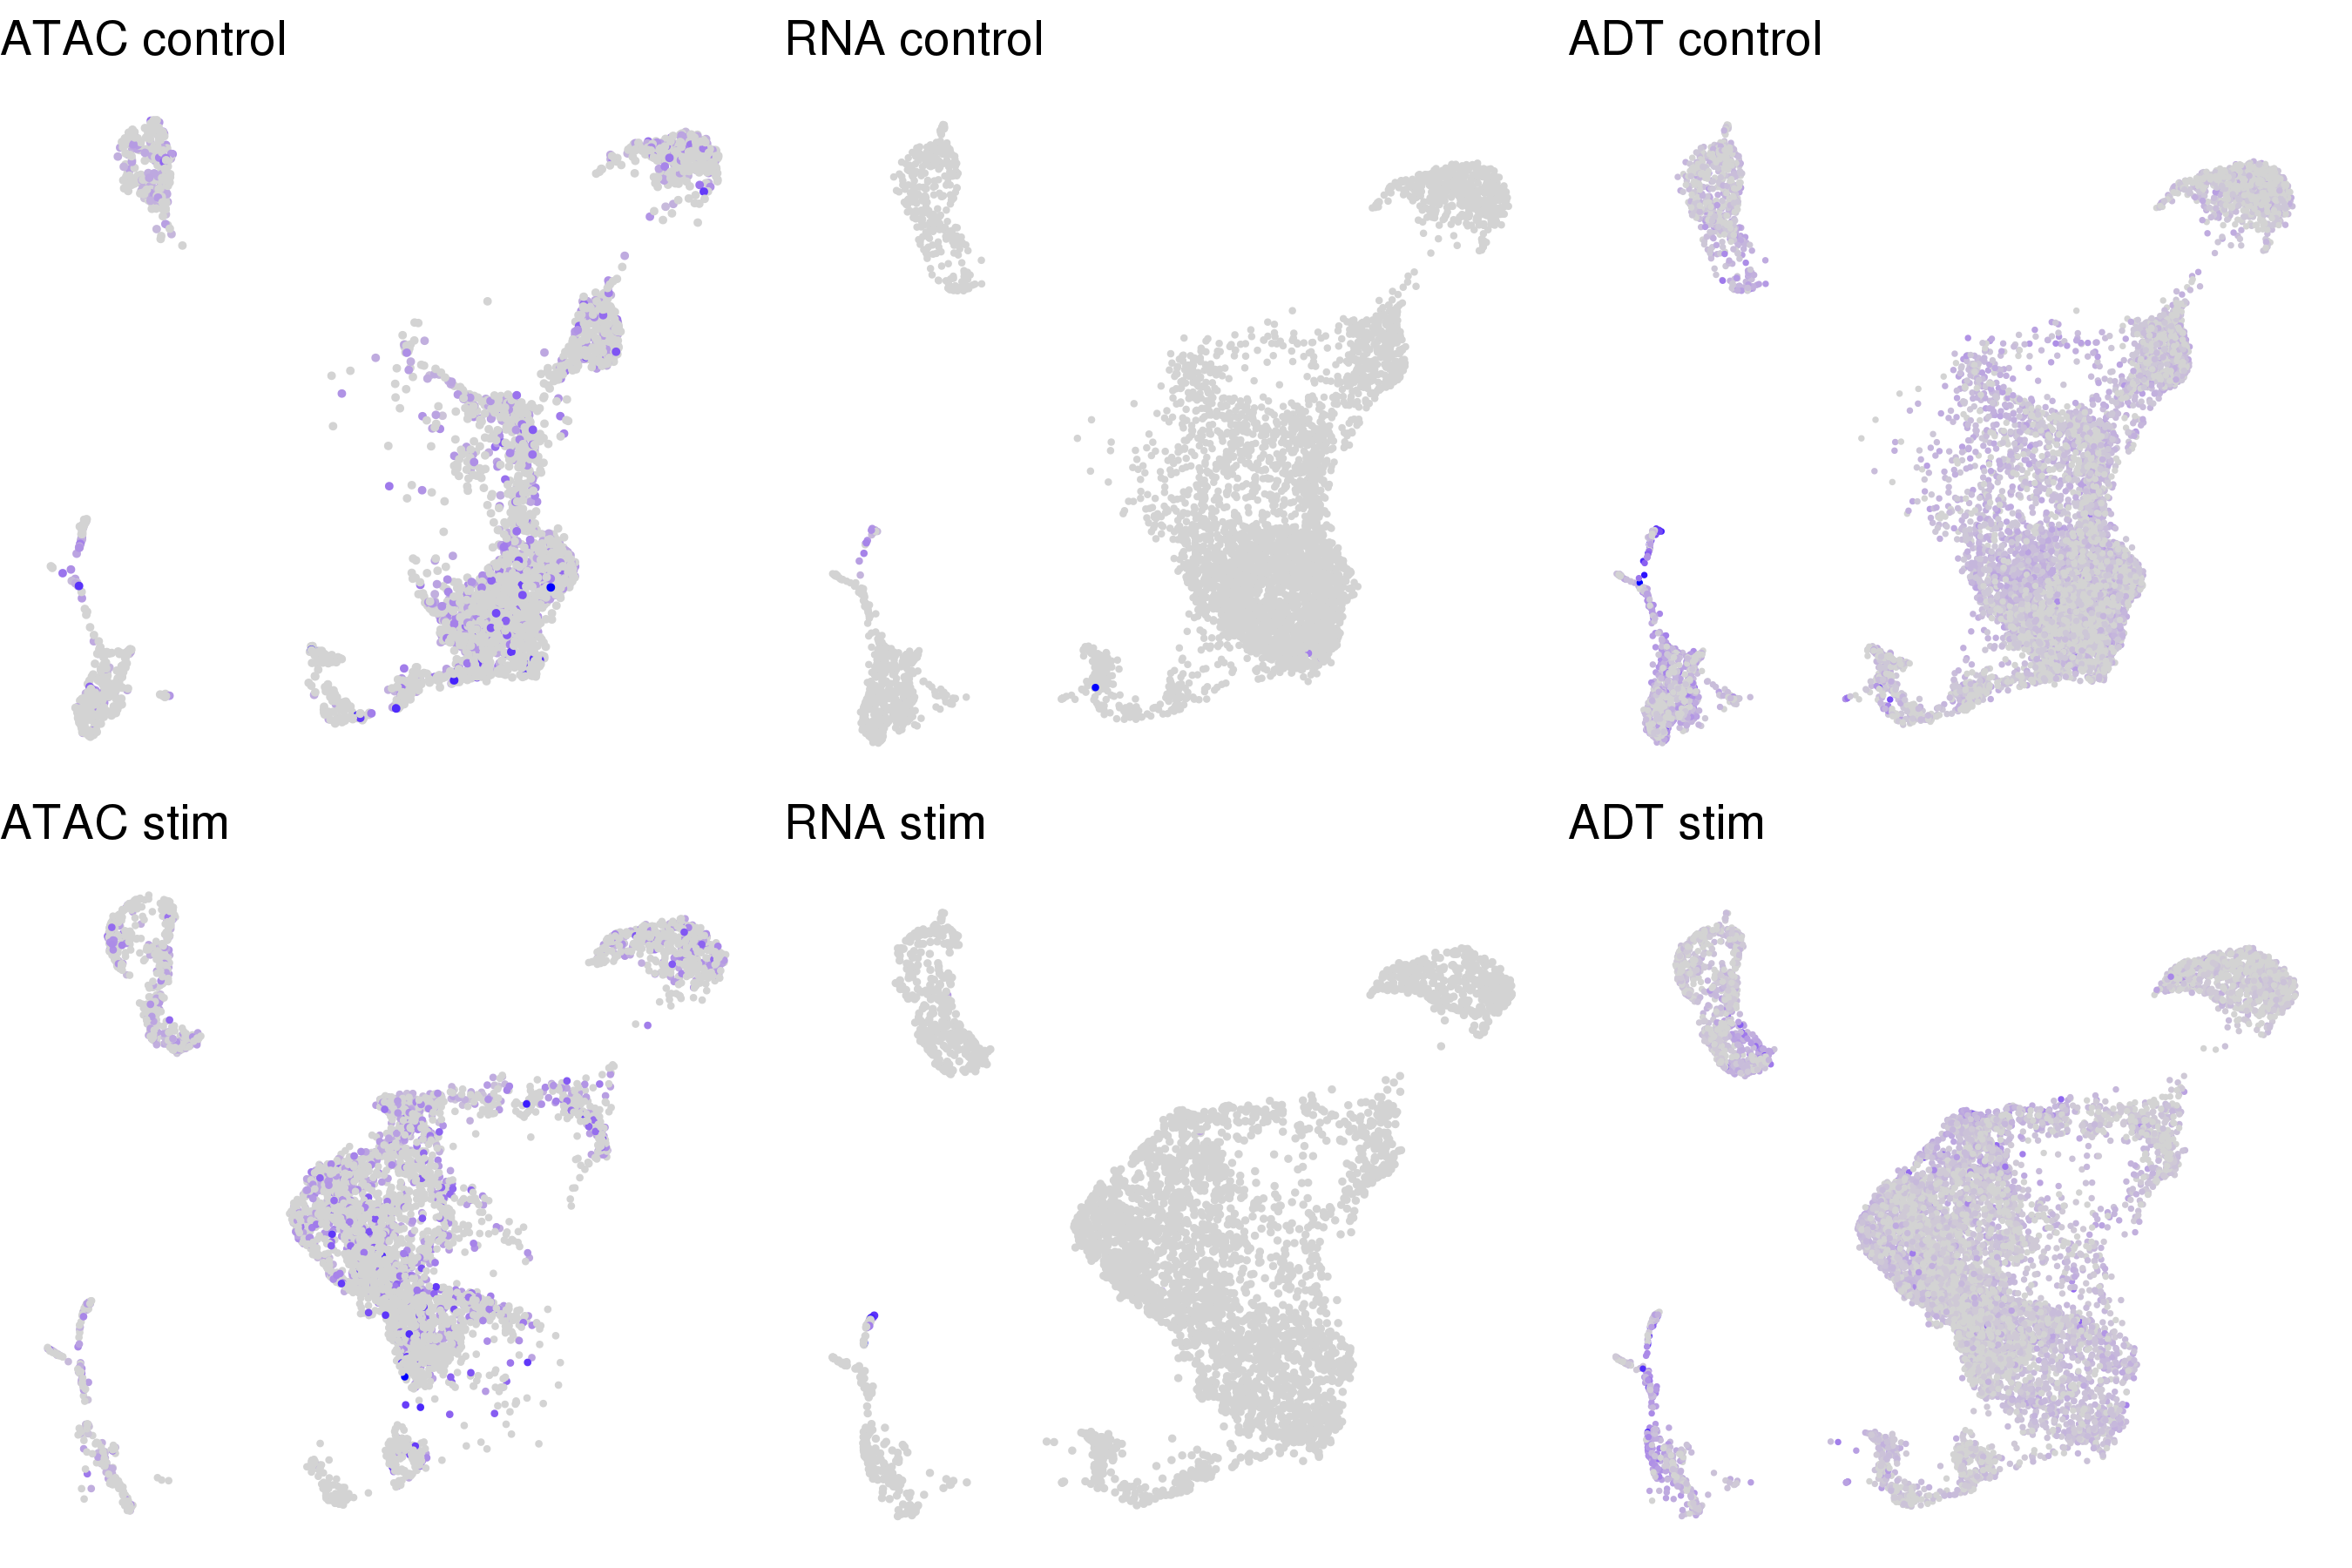 ATAC control
RNA control
ADT control
ATAC stim
RNA stim
ADT stim